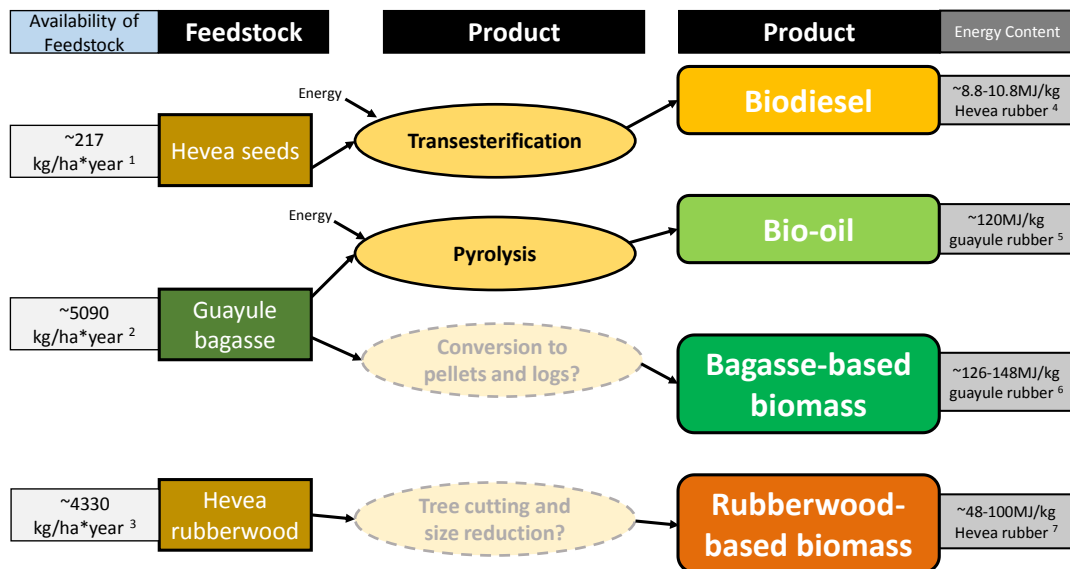 Availability of
Feedstock
Feedstock
Product
Product
Energy Content
Energy
~217
kg/ha*year ¹
Hevea seeds
Transesterification
Biodiesel
~8.8-10.8MJ/kg
Hevea rubber ⁴
Energy
Pyrolysis
Bio-oil
~120MJ/kg
guayule rubber ⁵
~5090
kg/ha*year ²
Guayule
bagasse
Conversion to
pellets and logs?
Bagasse-based
biomass
~126-148MJ/kg
guayule rubber ⁶
~4330
kg/ha*year ³
Hevea
rubberwood
Tree cutting and
size reduction?
Rubberwood-
based biomass
~48-100MJ/kg
Hevea rubber ⁷